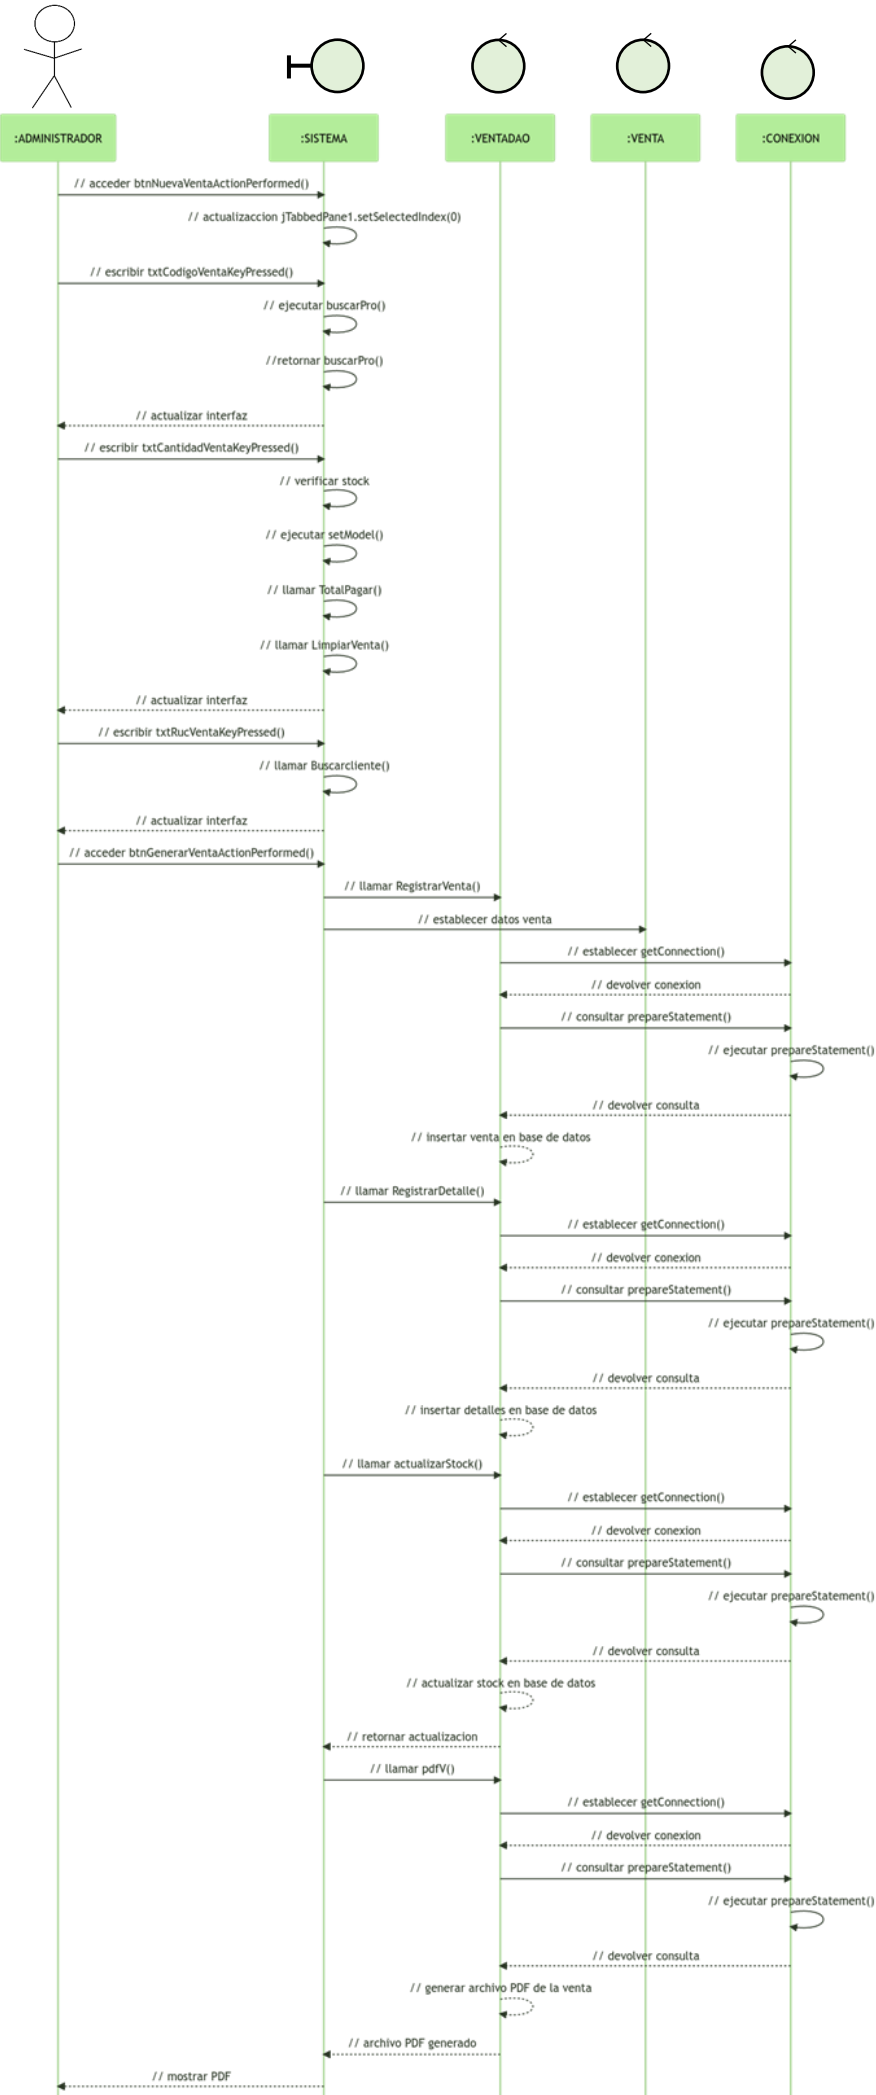 :ADMINISTRADOR
:SISTEMA
:VENTADAO
:VENTA
:CONEXION
// acceder btnNuevaVentaActionPerformed()
// actualizaccion jTabbedPane1.setSelectedIndex(0)
// escribir txtCodigoVentaKeyPressed()
// ejecutar buscarPro()
//retornar buscarPro()
// actualizar interfaz
// escribir txtCantidadVentaKeyPressed()
// verificar stock
// ejecutar setModel()
// llamar TotalPagar()
// llamar LimpiarVenta()
// actualizar interfaz
// escribir txtRucVentaKeyPressed()
// llamar Buscarcliente()
// actualizar interfaz
// acceder btnGenerarVentaActionPerformed()
// llamar RegistrarVenta()
// establecer datos venta
// establecer getConnection()
// devolver conexion
// consultar prepareStatement()
// ejecutar prepareStatement()
// devolver consulta
// insertar venta en base de datos
// llamar RegistrarDetalle()
// establecer getConnection()
// devolver conexion
// consultar prepareStatement()
// ejecutar prepareStatement()
// devolver consulta
// insertar detalles en base de datos
// llamar actualizarStock()
// establecer getConnection()
// devolver conexion
// consultar prepareStatement()
// ejecutar prepareStatement()
// devolver consulta
// actualizar stock en base de datos
// retornar actualizacion
// llamar pdfV()
// establecer getConnection()
// devolver conexion
// consultar prepareStatement()
// ejecutar prepareStatement()
// devolver consulta
// generar archivo PDF de la venta
// archivo PDF generado
// mostrar PDF